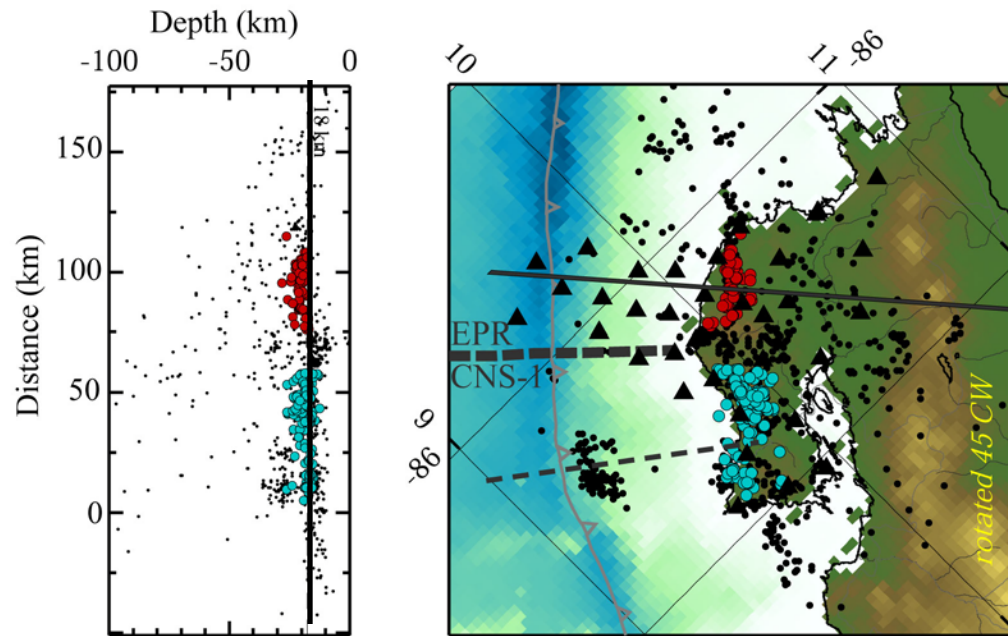 Depth (km)
-100 -50 0
18 km
150
100
50
0
Distance (km)
10
11 -86
EPR
CNS-1
9
-86
rotated 45 CW